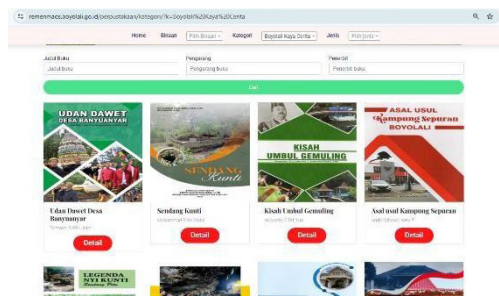 remenmaos.boyolali.go.id/perpustakaan/kategori/?k=Boyolali%20Kaya%20Cerita
Home Binaan Pilih Binaan Kategori Boyolali Kaya Cerita Jenis Pilih Jenis
Judul Buku Pengarang Penerbit
Judul buku Pengarang buku Penerbit buku
Cari
UDAN DAWET
DESA BANYUANYAR
SENDANG
Kunti
KISAH
UMBUL GEMULING
ASAL USUL
Kampung Sepuran
BOYOLALI
Udan Dawet Desa
Banyuanyar
Sendang Kunti
Kisah Umbul Gemuling
Asal usul Kampung Sepuran
Detail
Detail
Detail
Detail
LEGENDA
NYI KUNTI